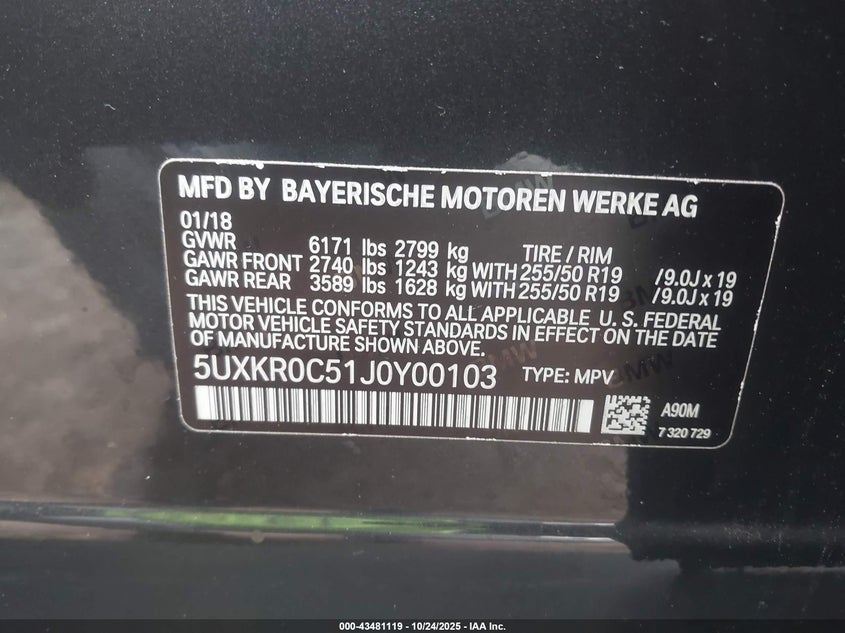 MFD BY BAYERISCHE MOTOREN WERKE AG
01/18
GVWR 6171 lbs 2799 kg TIRE / RIM
GAWR FRONT 2740 lbs 1243 kg WITH 255/50 R19 /9.0J x 19
GAWR REAR 3589 lbs 1628 kg WITH 255/50 R19 /9.0J x 19
THIS VEHICLE CONFORMS TO ALL APPLICABLE U. S. FEDERAL
MOTOR VEHICLE SAFETY STANDARDS IN EFFECT ON THE DATE
OF MANUFACTURE SHOWN ABOVE.
5UXKR0C51J0Y00103 TYPE: MPV
A90M
7 320 729
000-43481119 - 10/24/2025 - IAA Inc.